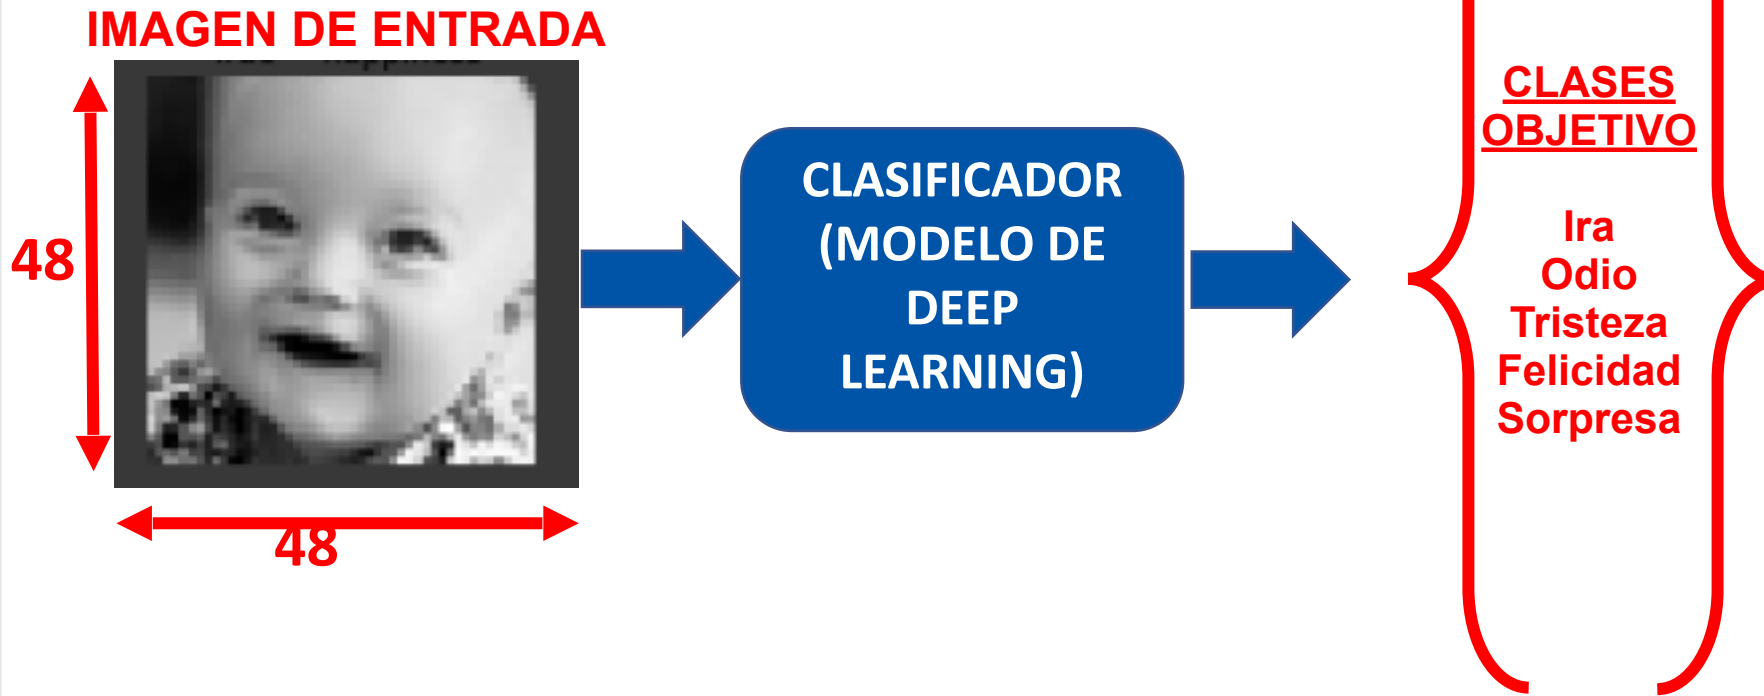 IMAGEN DE ENTRADA
48
48
CLASIFICADOR
(MODELO DE
DEEP
LEARNING)
CLASES
OBJETIVO
Ira
Odio
Tristeza
Felicidad
Sorpresa